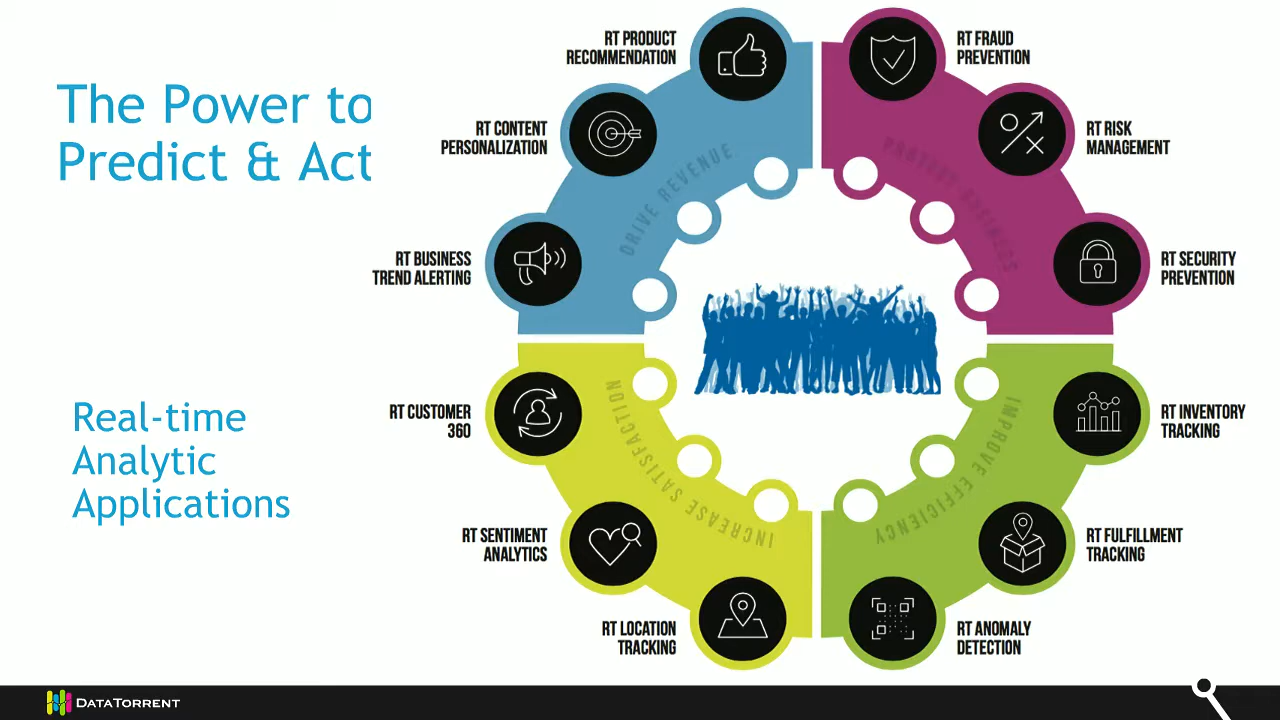 The Power to
Predict & Act
Real-time
Analytic
Applications
RT PRODUCT
RECOMMENDATION
RT CONTENT
PERSONALIZATION
RT BUSINESS
TREND ALERTING
DRIVE REVENUE
RT FRAUD
PREVENTION
RT RISK
MANAGEMENT
RT SECURITY
PREVENTION
PROTECT BUSINESS
RT CUSTOMER
360
RT SENTIMENT
ANALYTICS
RT LOCATION
TRACKING
INCREASE SATISFACTION
RT INVENTORY
TRACKING
RT FULFILLMENT
TRACKING
RT ANOMALY
DETECTION
IMPROVE EFFICIENCY
DATATORRENT